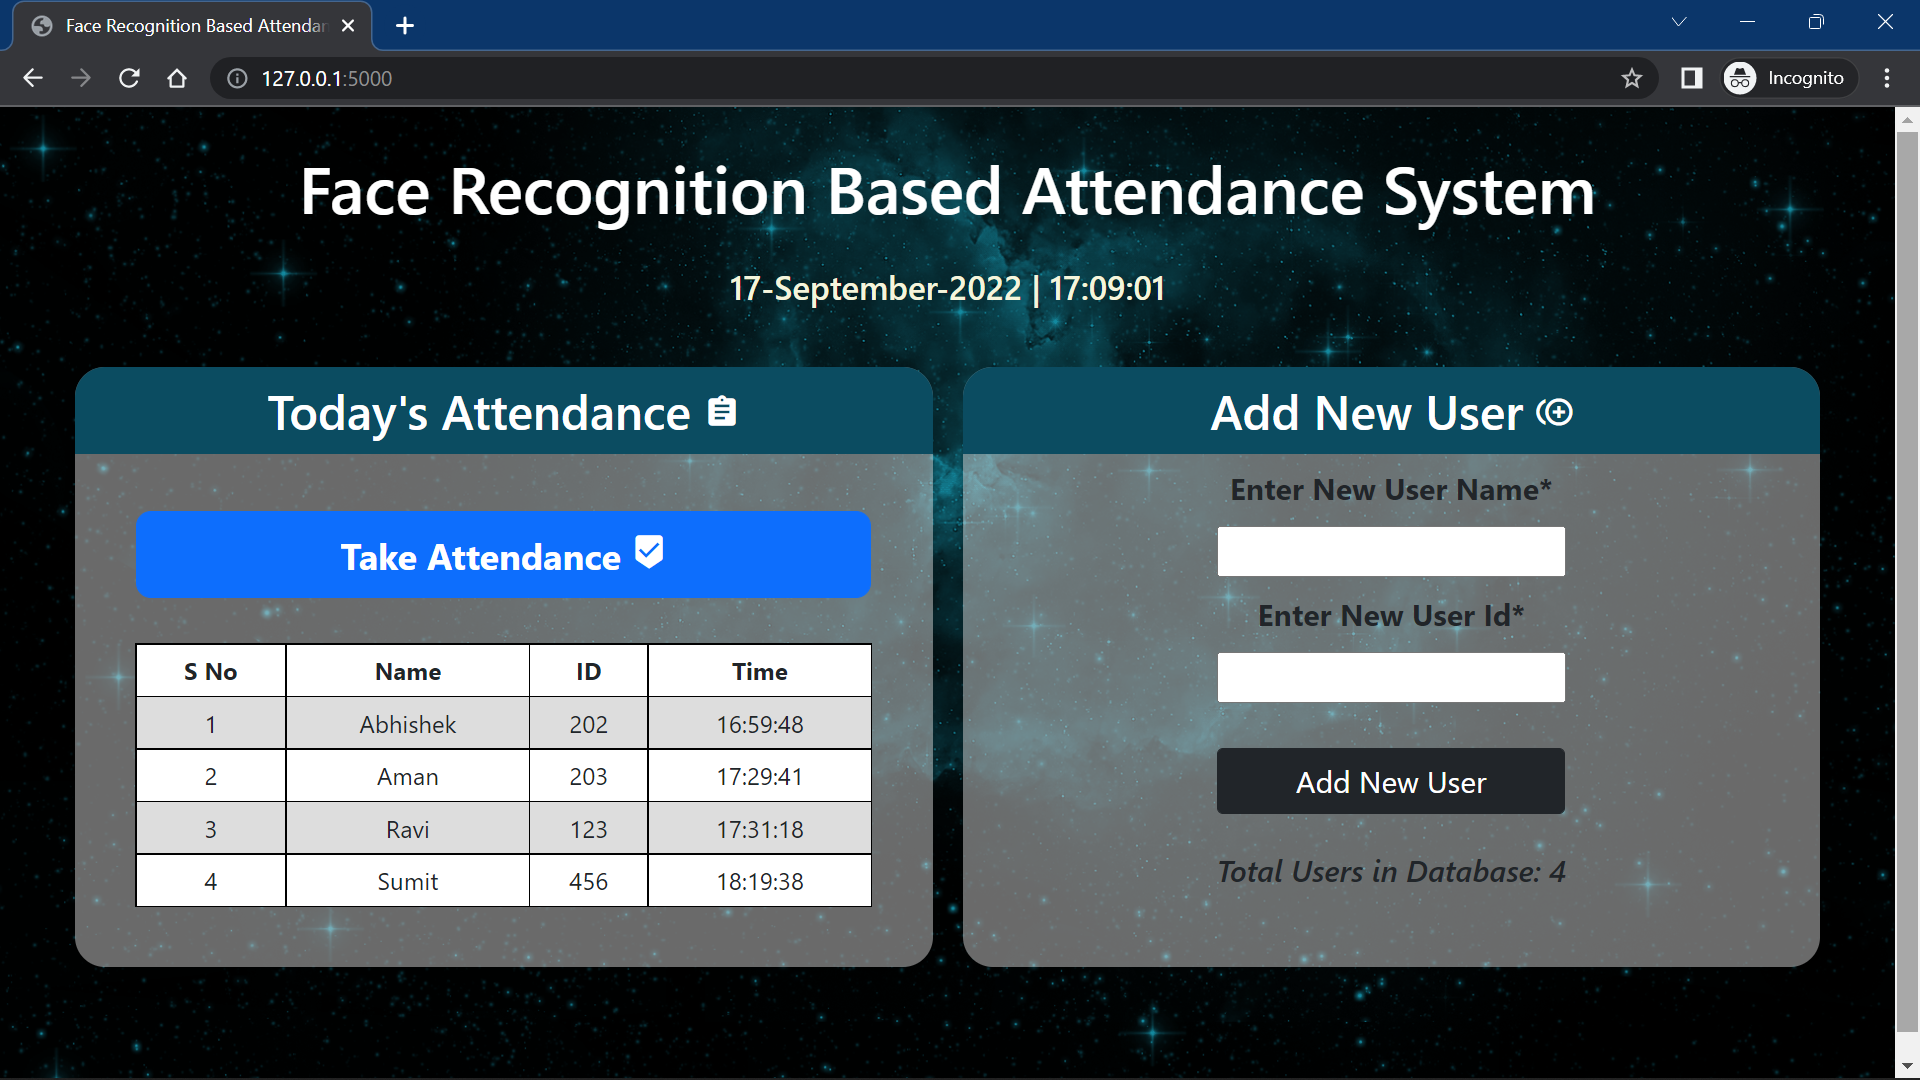 Face Recognition Based Attendan
127.0.0.1:5000
Incognito
Face Recognition Based Attendance System
17-September-2022 | 17:09:01
Today's Attendance
Take Attendance
S No Name ID Time
1 Abhishek 202 16:59:48
2 Aman 203 17:29:41
3 Ravi 123 17:31:18
4 Sumit 456 18:19:38
Add New User
Enter New User Name*
Enter New User Id*
Add New User
Total Users in Database: 4